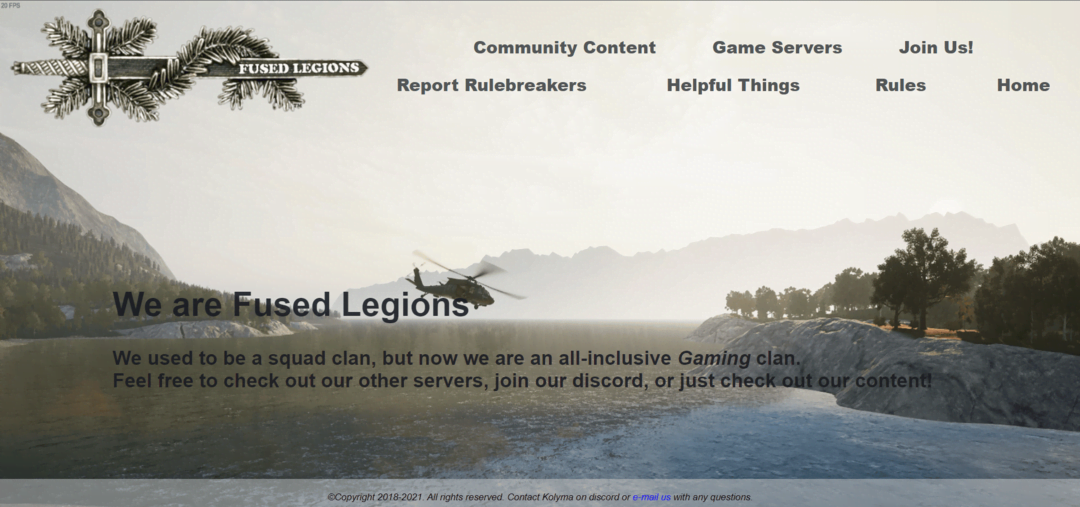 20 FPS
FUSED LEGIONS
Community Content Game Servers Join Us!
Report Rulebreakers Helpful Things Rules Home
We are Fused Legions
We used to be a squad clan, but now we are an all-inclusive Gaming clan.
Feel free to check out our other servers, join our discord, or just check out our content!
©Copyright 2018-2021. All rights reserved. Contact Kolyma on discord or e-mail us with any questions.